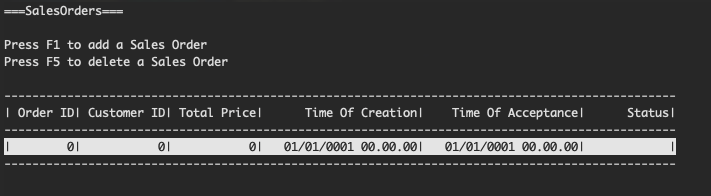 ===SalesOrders===
Press F1 to add a Sales Order
Press F5 to delete a Sales Order
| Order ID| Customer ID| Total Price| Time Of Creation| Time Of Acceptance| Status|
| 0| 0| 0| 01/01/0001 00.00.00| 01/01/0001 00.00.00| |